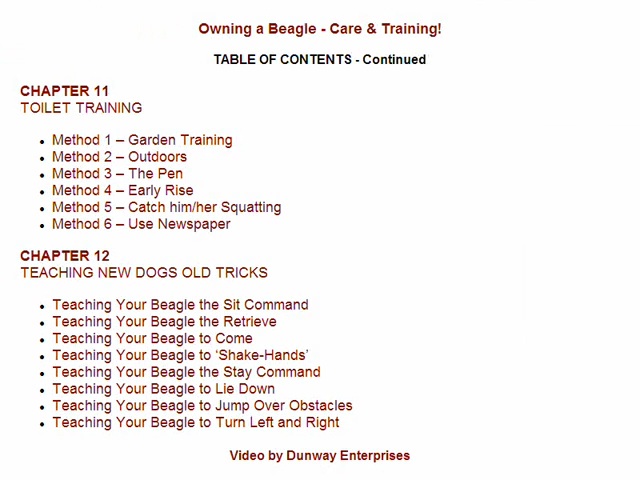 Owning a Beagle - Care & Training!
TABLE OF CONTENTS - Continued
CHAPTER 11
TOILET TRAINING
• Method 1 – Garden Training
• Method 2 – Outdoors
• Method 3 – The Pen
• Method 4 – Early Rise
• Method 5 – Catch him/her Squatting
• Method 6 – Use Newspaper
CHAPTER 12
TEACHING NEW DOGS OLD TRICKS
• Teaching Your Beagle the Sit Command
• Teaching Your Beagle the Retrieve
• Teaching Your Beagle to Come
• Teaching Your Beagle to ‘Shake-Hands’
• Teaching Your Beagle the Stay Command
• Teaching Your Beagle to Lie Down
• Teaching Your Beagle to Jump Over Obstacles
• Teaching Your Beagle to Turn Left and Right
Video by Dunway Enterprises